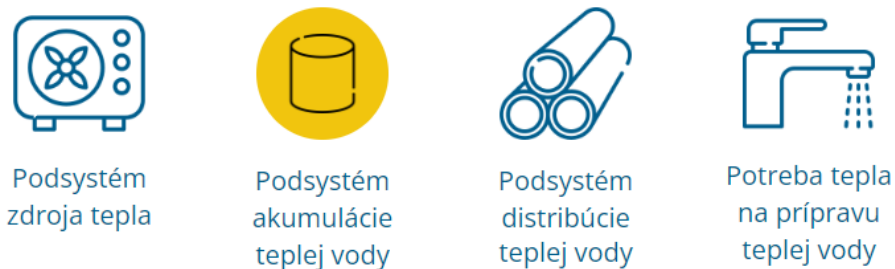 Podsystém
zdroja tepla
Podsystém
akumulácie
teplej vody
Podsystém
distribúcie
teplej vody
Potreba tepla
na prípravu
teplej vody